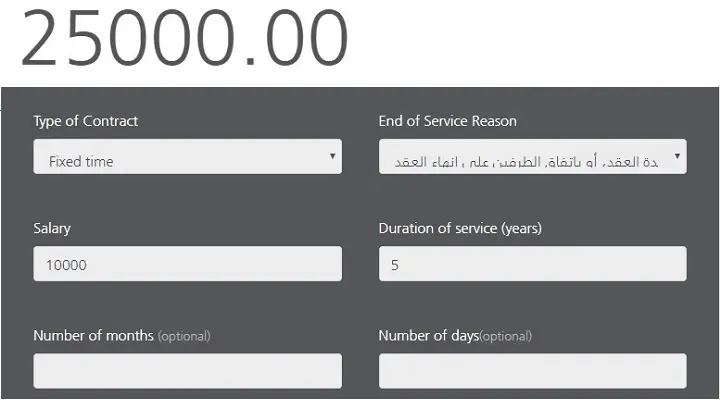 25000.00
Type of Contract
End of Service Reason
Fixed time
دة العقد، أو باتفاق الطرفين على إنهاء العقد
Salary
Duration of service (years)
10000
5
Number of months (optional)
Number of days(optional)